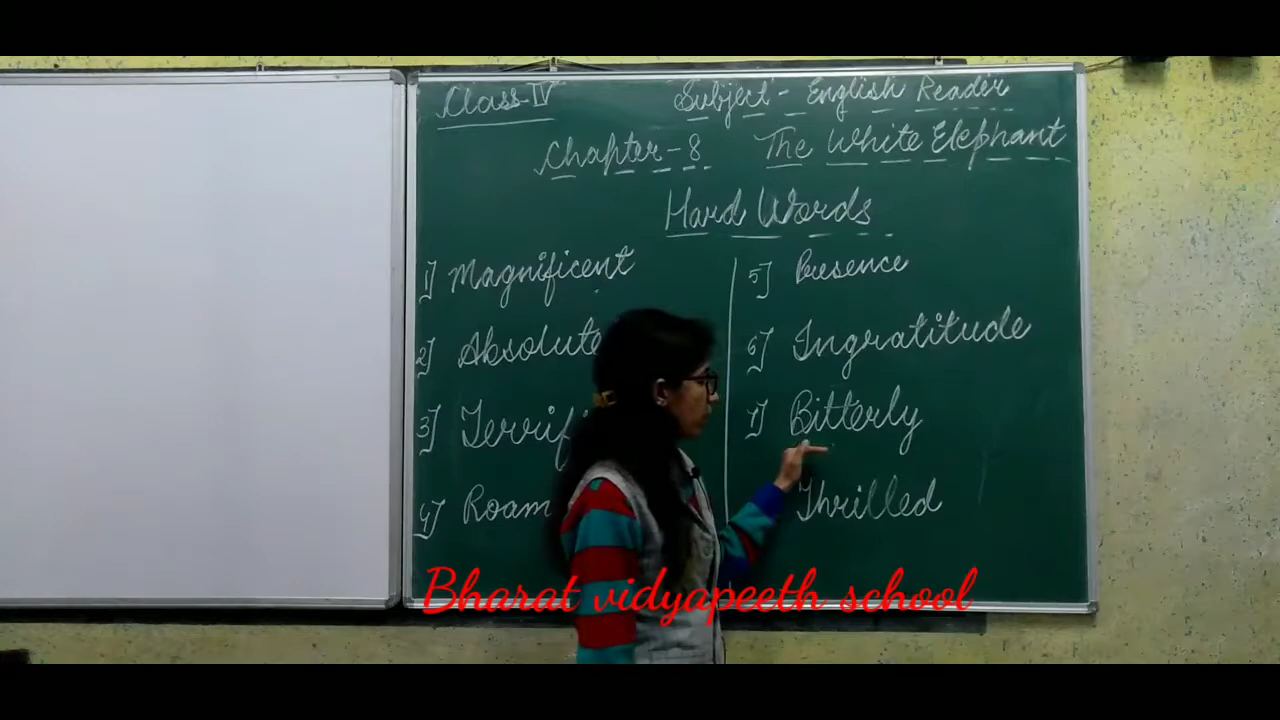 Class-IV Subject - English Reader
Chapter-8 The White Elephant
Hard Words
1] Magnificent
2] Absolute
3] Terrifi
4] Roam
5] Presence
6] Ingratitude
7] Bitterly
Thrilled
Bharat vidyapeeth school